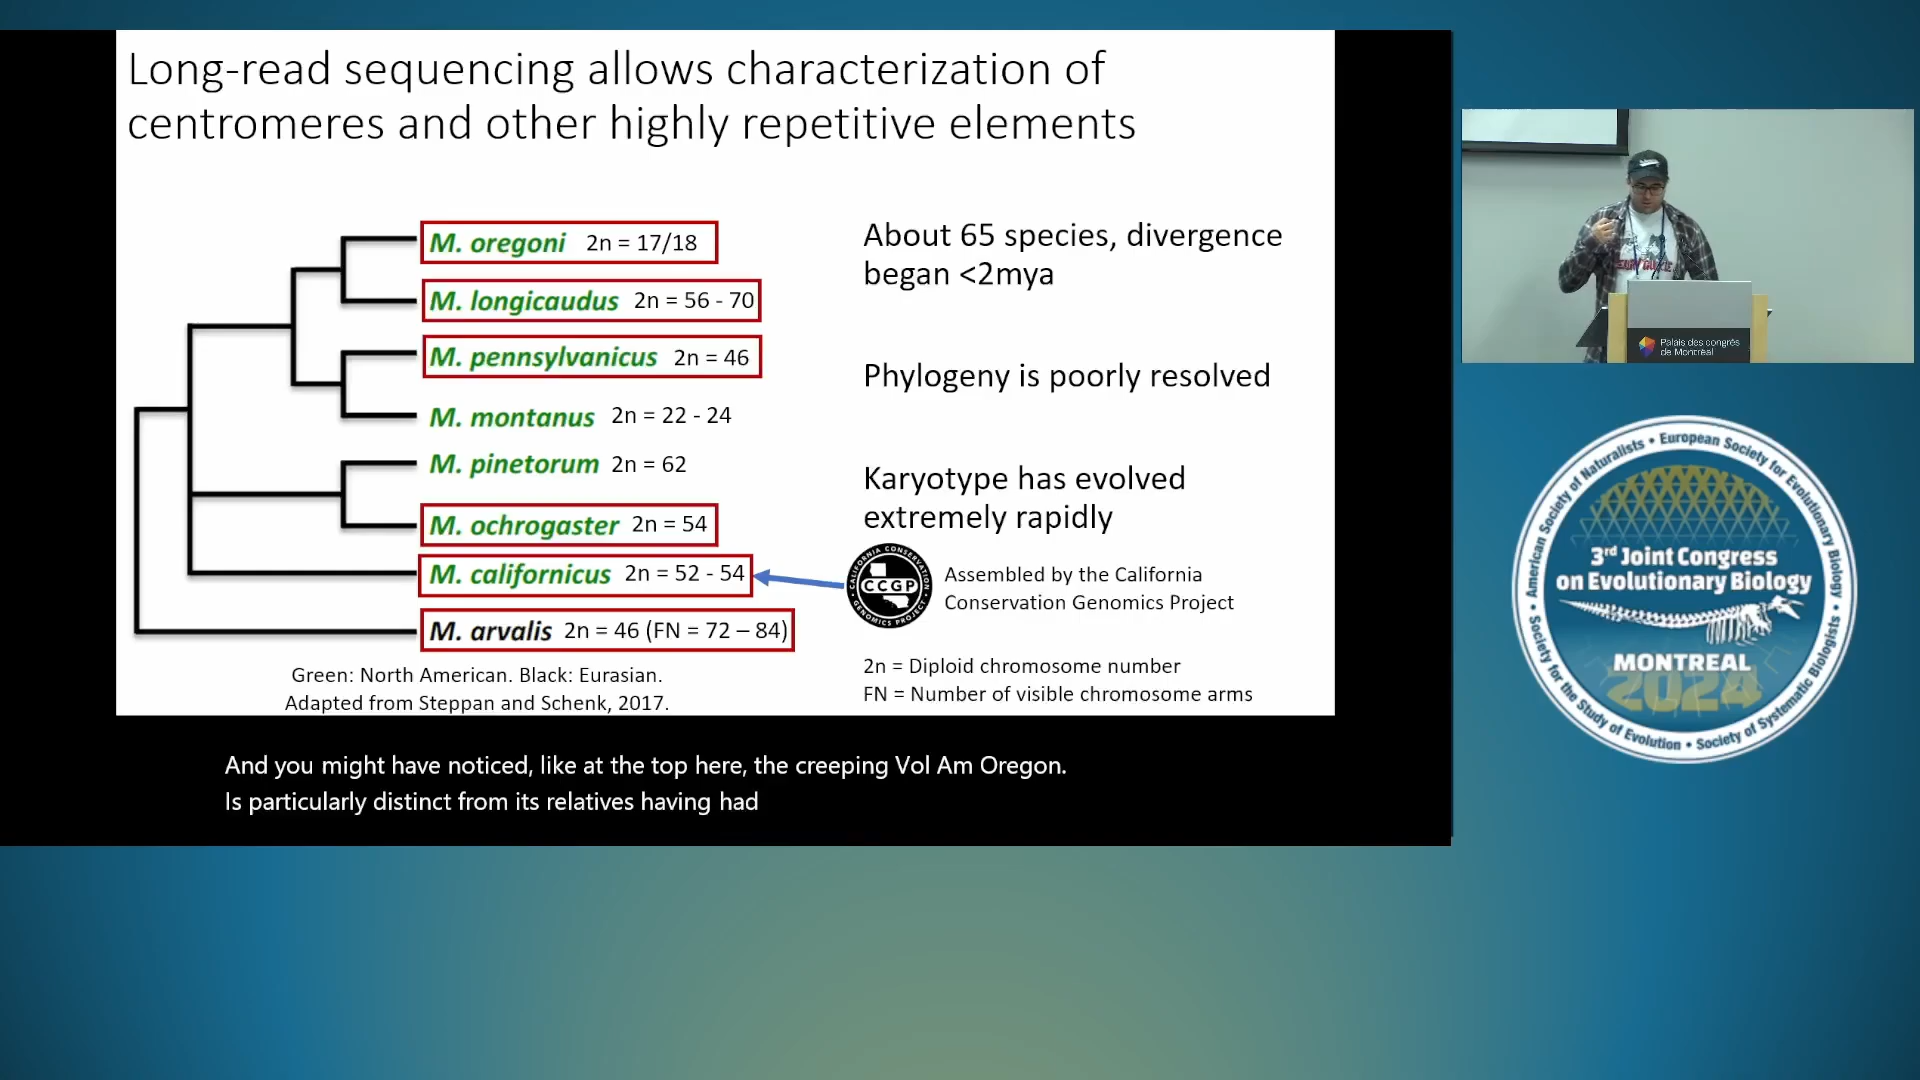 Long-read sequencing allows characterization of
centromeres and other highly repetitive elements
M. oregoni 2n = 17/18
M. longicaudus 2n = 56 - 70
M. pennsylvanicus 2n = 46
M. montanus 2n = 22 - 24
M. pinetorum 2n = 62
M. ochrogaster 2n = 54
M. californicus 2n = 52 - 54
M. arvalis 2n = 46 (FN = 72 – 84)
Green: North American. Black: Eurasian.
Adapted from Steppan and Schenk, 2017.
About 65 species, divergence
began <2mya
Phylogeny is poorly resolved
Karyotype has evolved
extremely rapidly
CALIFORNIA CONSERVATION
CCGP
GENOMICS PROJECT
Assembled by the California
Conservation Genomics Project
2n = Diploid chromosome number
FN = Number of visible chromosome arms
And you might have noticed, like at the top here, the creeping Vol Am Oregon.
Is particularly distinct from its relatives having had
Palais des congrès
de Montréal
American Society of Naturalists • European Society for Evolutionary Biology •
3rd Joint Congress
on Evolutionary Biology
MONTREAL
2024
Society for the Study of Evolution • Society of Systematic Biologists •